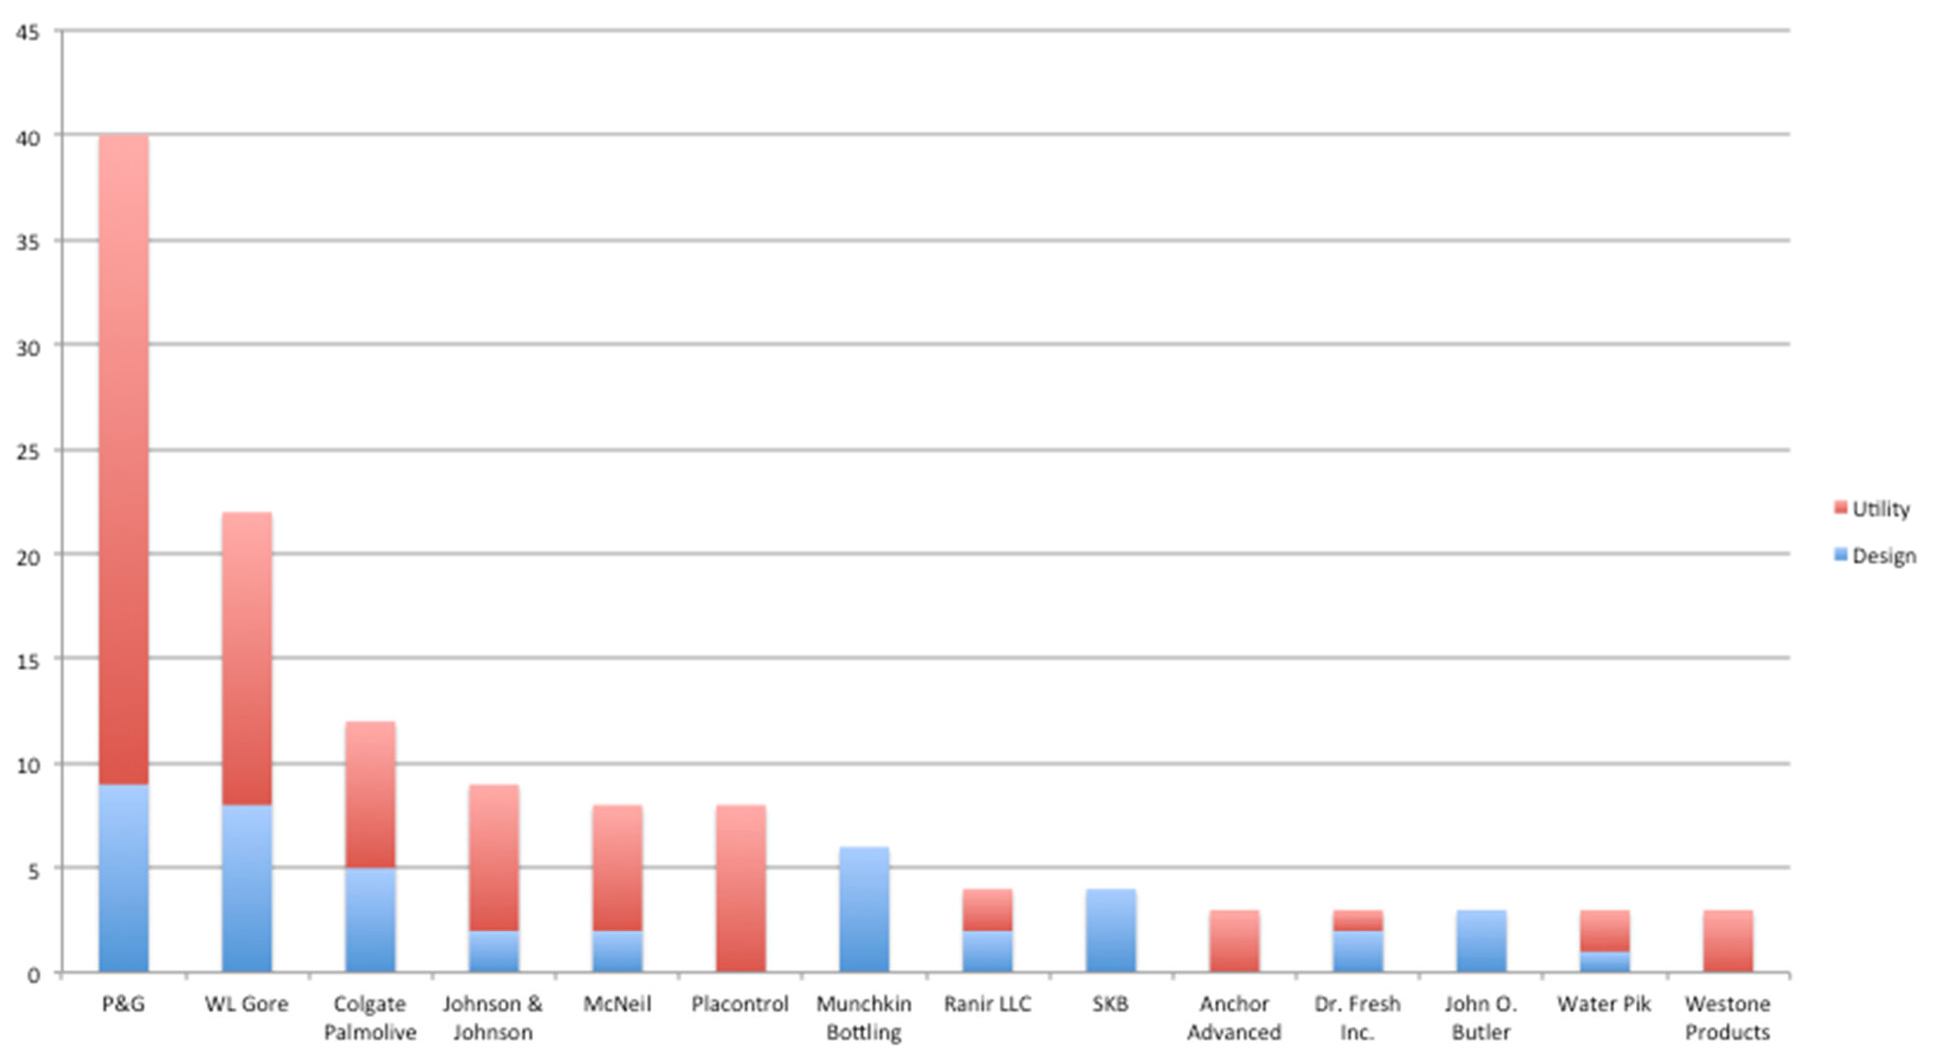 45
40
35
30
25
20
15
10
5
0
P&G
WL Gore
Colgate
Palmolive
Johnson &
Johnson
McNeil
Placontrol
Munchkin
Bottling
Ranir LLC
SKB
Anchor
Advanced
Dr. Fresh
Inc.
John O.
Butler
Water Pik
Westone
Products
Utility
Design